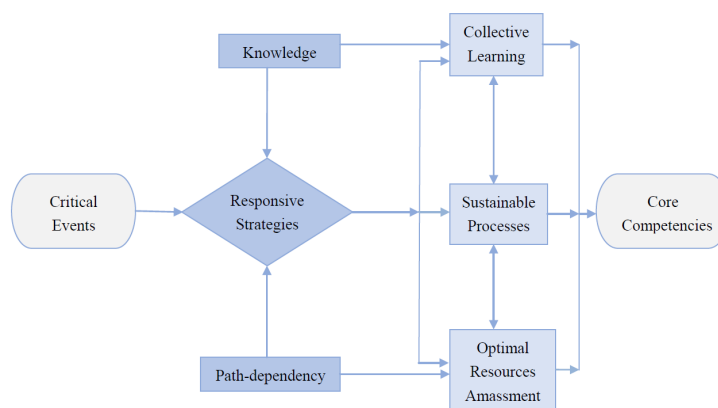 Collective
Learning
Knowledge
Critical
Events
Responsive
Strategies
Sustainable
Processes
Core
Competencies
Path-dependency
Optimal
Resources
Amassment